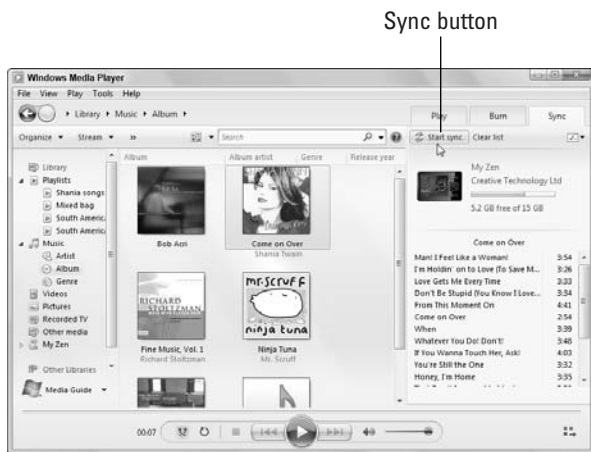 Sync button
Windows Media Player
File View Play Tools Help
Library Music Album
Play Burn Sync
Organize Stream »
Search
Start sync Clear list
Library
Playlists
Shania songs
Mixed bag
South Americ
South Americ
Music
Artist
Album
Genre
Videos
Pictures
Recorded TV
Other media
My Zen
Other Libraries
Media Guide
Album Album artist Genre Release year
Bob Acri
Come on Over
Shania Twain
RICHARD
STOLTZMAN
Fine Music, Vol. 1
Richard Stoltzman
mr.scruff
ninja tuna
Ninja Tuna
Mr. Scruff
My Zen
Creative Technology Ltd
5.2 GB free of 15 GB
Come on Over
Man! I Feel Like a Woman! 3:54
I'm Holdin' on to Love (To Save M... 3:26
Love Gets Me Every Time 3:33
Don't Be Stupid (You Know I Love... 3:34
From This Moment On 4:41
Come on Over 2:54
When 3:39
Whatever You Do! Don't! 3:48
If You Wanna Touch Her, Ask! 4:03
You're Still the One 3:32
Honey, I'm Home 3:35
00:07